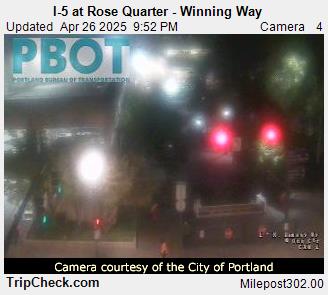 I-5 at Rose Quarter - Winning Way
Updated Apr 26 2025 9:52 PM Camera 4
PBOT
PORTLAND BUREAU OF TRANSPORTATION
Camera courtesy of the City of Portland
TripCheck.com Milepost302.00